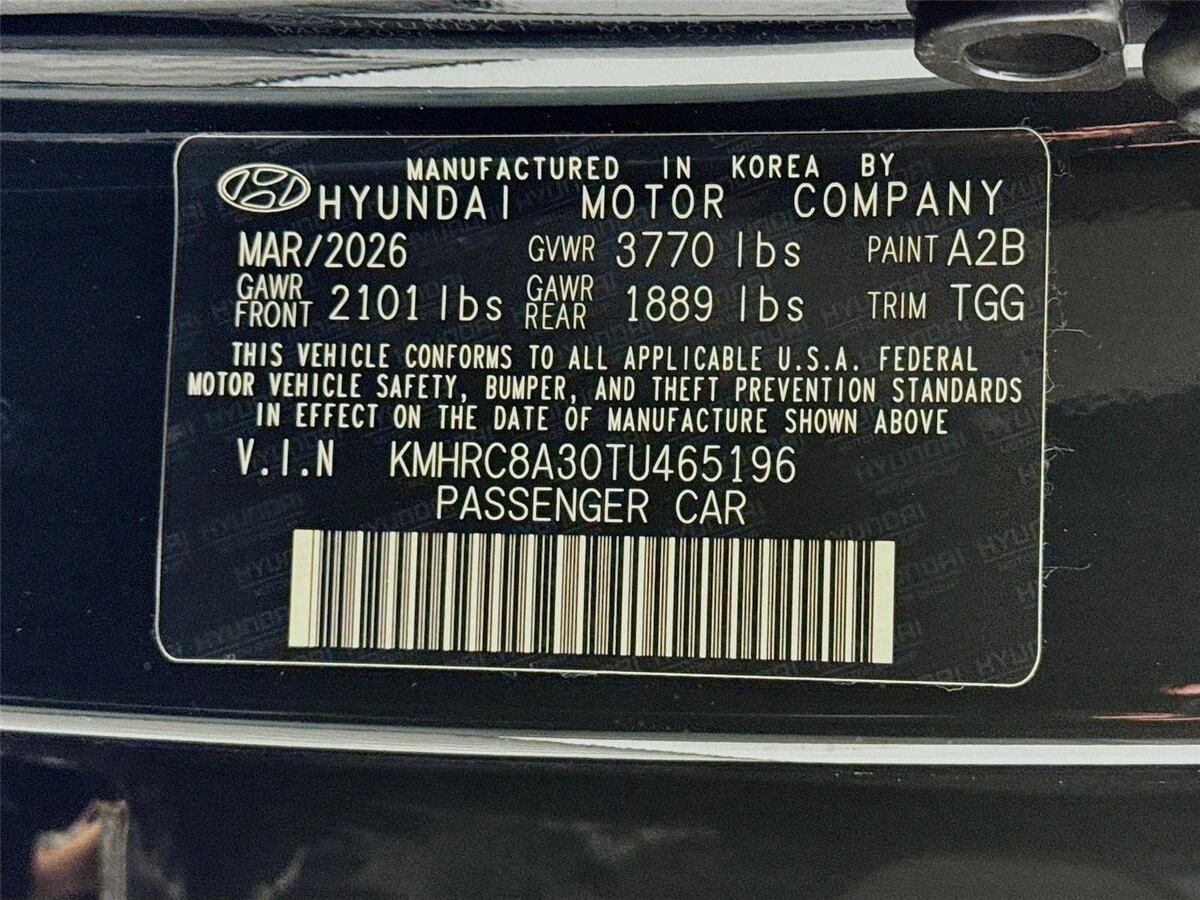 MANUFACTURED IN KOREA BY
HYUNDAI MOTOR COMPANY
MAR/2026 GVWR 3770 lbs PAINT A2B
GAWR FRONT 2101 lbs GAWR REAR 1889 lbs TRIM TGG
THIS VEHICLE CONFORMS TO ALL APPLICABLE U.S.A. FEDERAL
MOTOR VEHICLE SAFETY, BUMPER, AND THEFT PREVENTION STANDARDS
IN EFFECT ON THE DATE OF MANUFACTURE SHOWN ABOVE
V.I.N KMHRC8A30TU465196
PASSENGER CAR